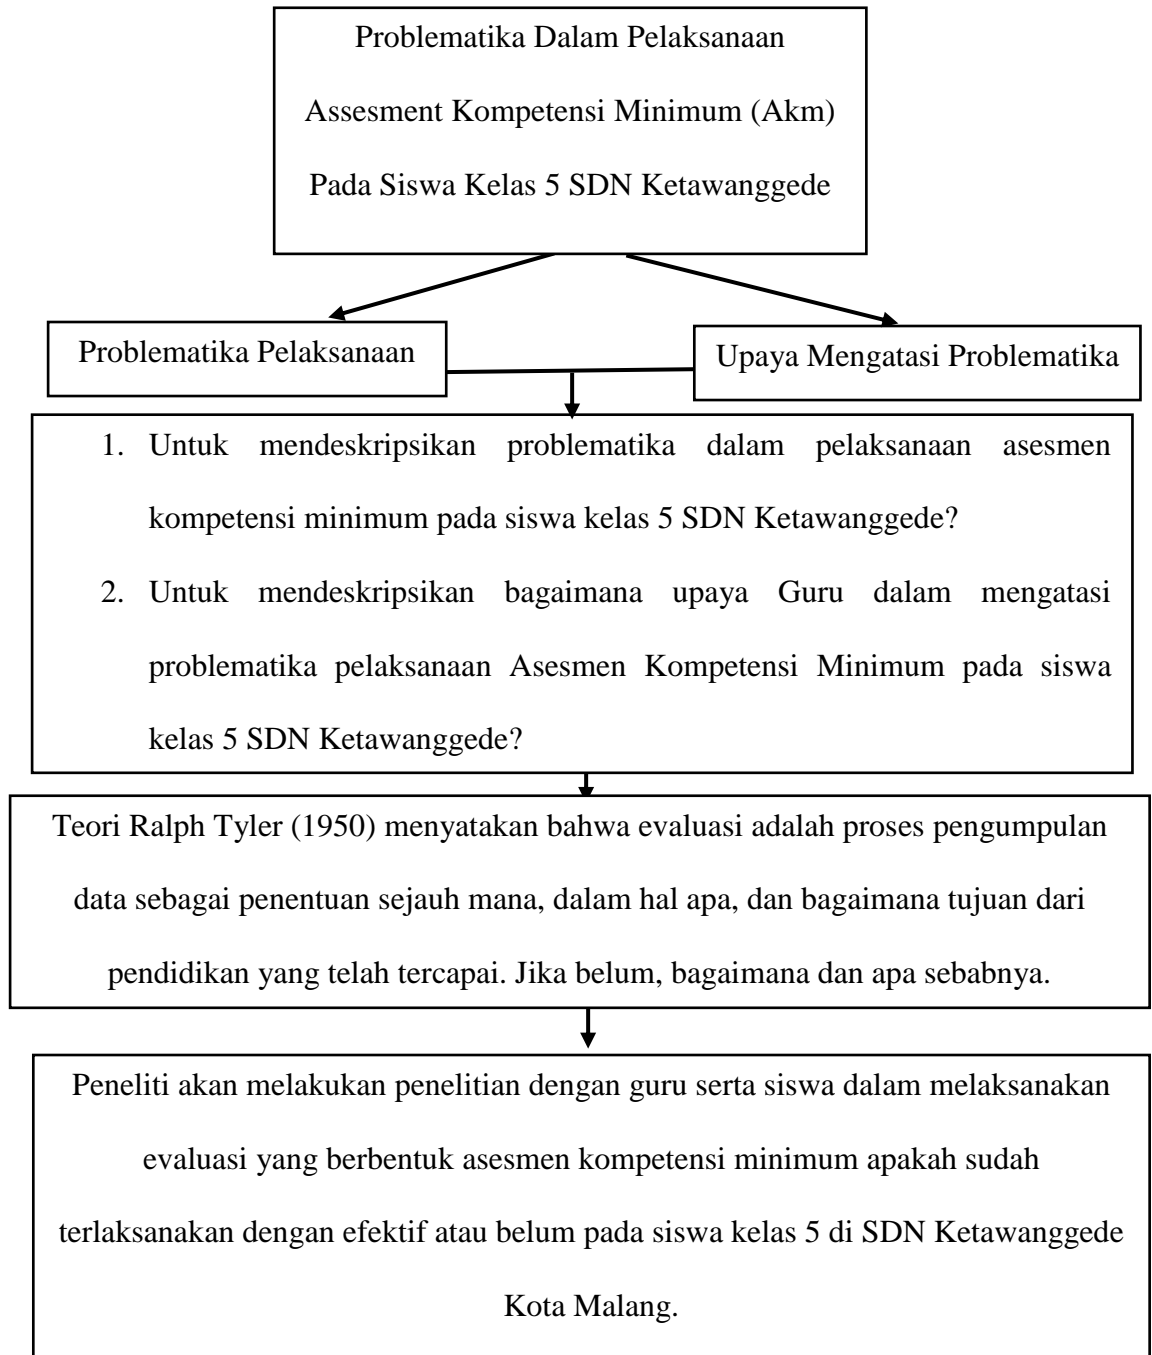 Problematika Dalam Pelaksanaan
Assesment Kompetensi Minimum (Akm)
Pada Siswa Kelas 5 SDN Ketawanggede
Problematika Pelaksanaan
Upaya Mengatasi Problematika
1. Untuk mendeskripsikan problematika dalam pelaksanaan asesmen
kompetensi minimum pada siswa kelas 5 SDN Ketawanggede?
2. Untuk mendeskripsikan bagaimana upaya Guru dalam mengatasi
problematika pelaksanaan Asesmen Kompetensi Minimum pada siswa
kelas 5 SDN Ketawanggede?
Teori Ralph Tyler (1950) menyatakan bahwa evaluasi adalah proses pengumpulan
data sebagai penentuan sejauh mana, dalam hal apa, dan bagaimana tujuan dari
pendidikan yang telah tercapai. Jika belum, bagaimana dan apa sebabnya.
Peneliti akan melakukan penelitian dengan guru serta siswa dalam melaksanakan
evaluasi yang berbentuk asesmen kompetensi minimum apakah sudah
terlaksanakan dengan efektif atau belum pada siswa kelas 5 di SDN Ketawanggede
Kota Malang.